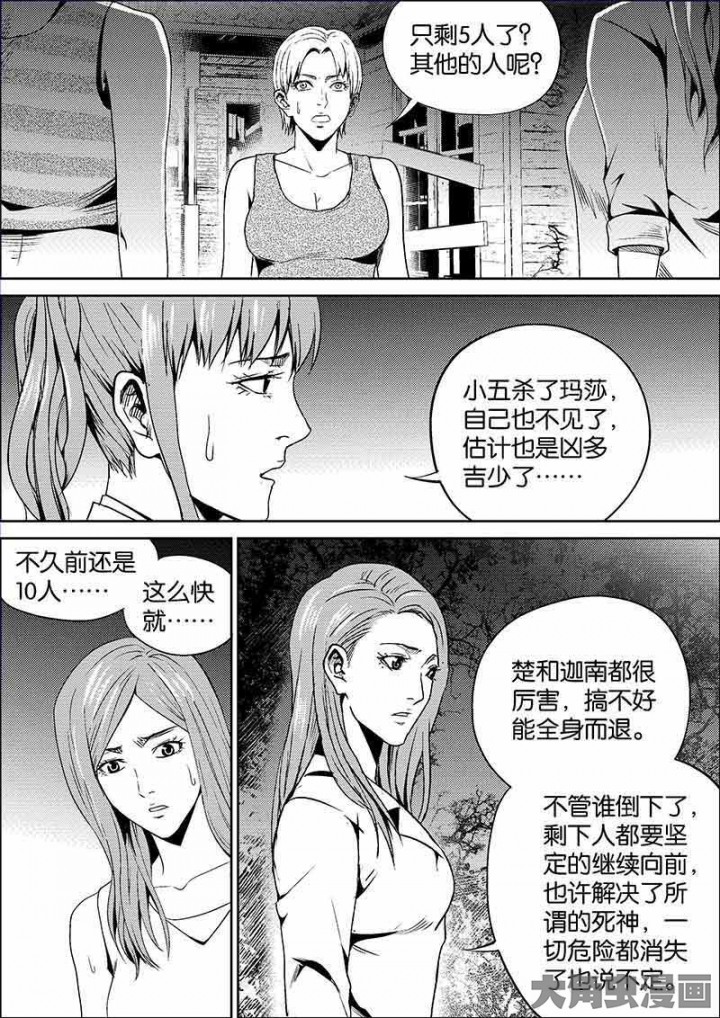 只剩5人了？
其他的人呢？
小五杀了玛莎，
自己也不见了，
估计也是凶多
吉少了……
不久前还是
10人……
这么快
就……
楚和迦南都很
厉害，搞不好
能全身而退。
不管谁倒下了，
剩下人都要坚
定的继续向前，
也许解决了所
谓的死神，一
切危险都消失
了也说不定。
大角虫漫画